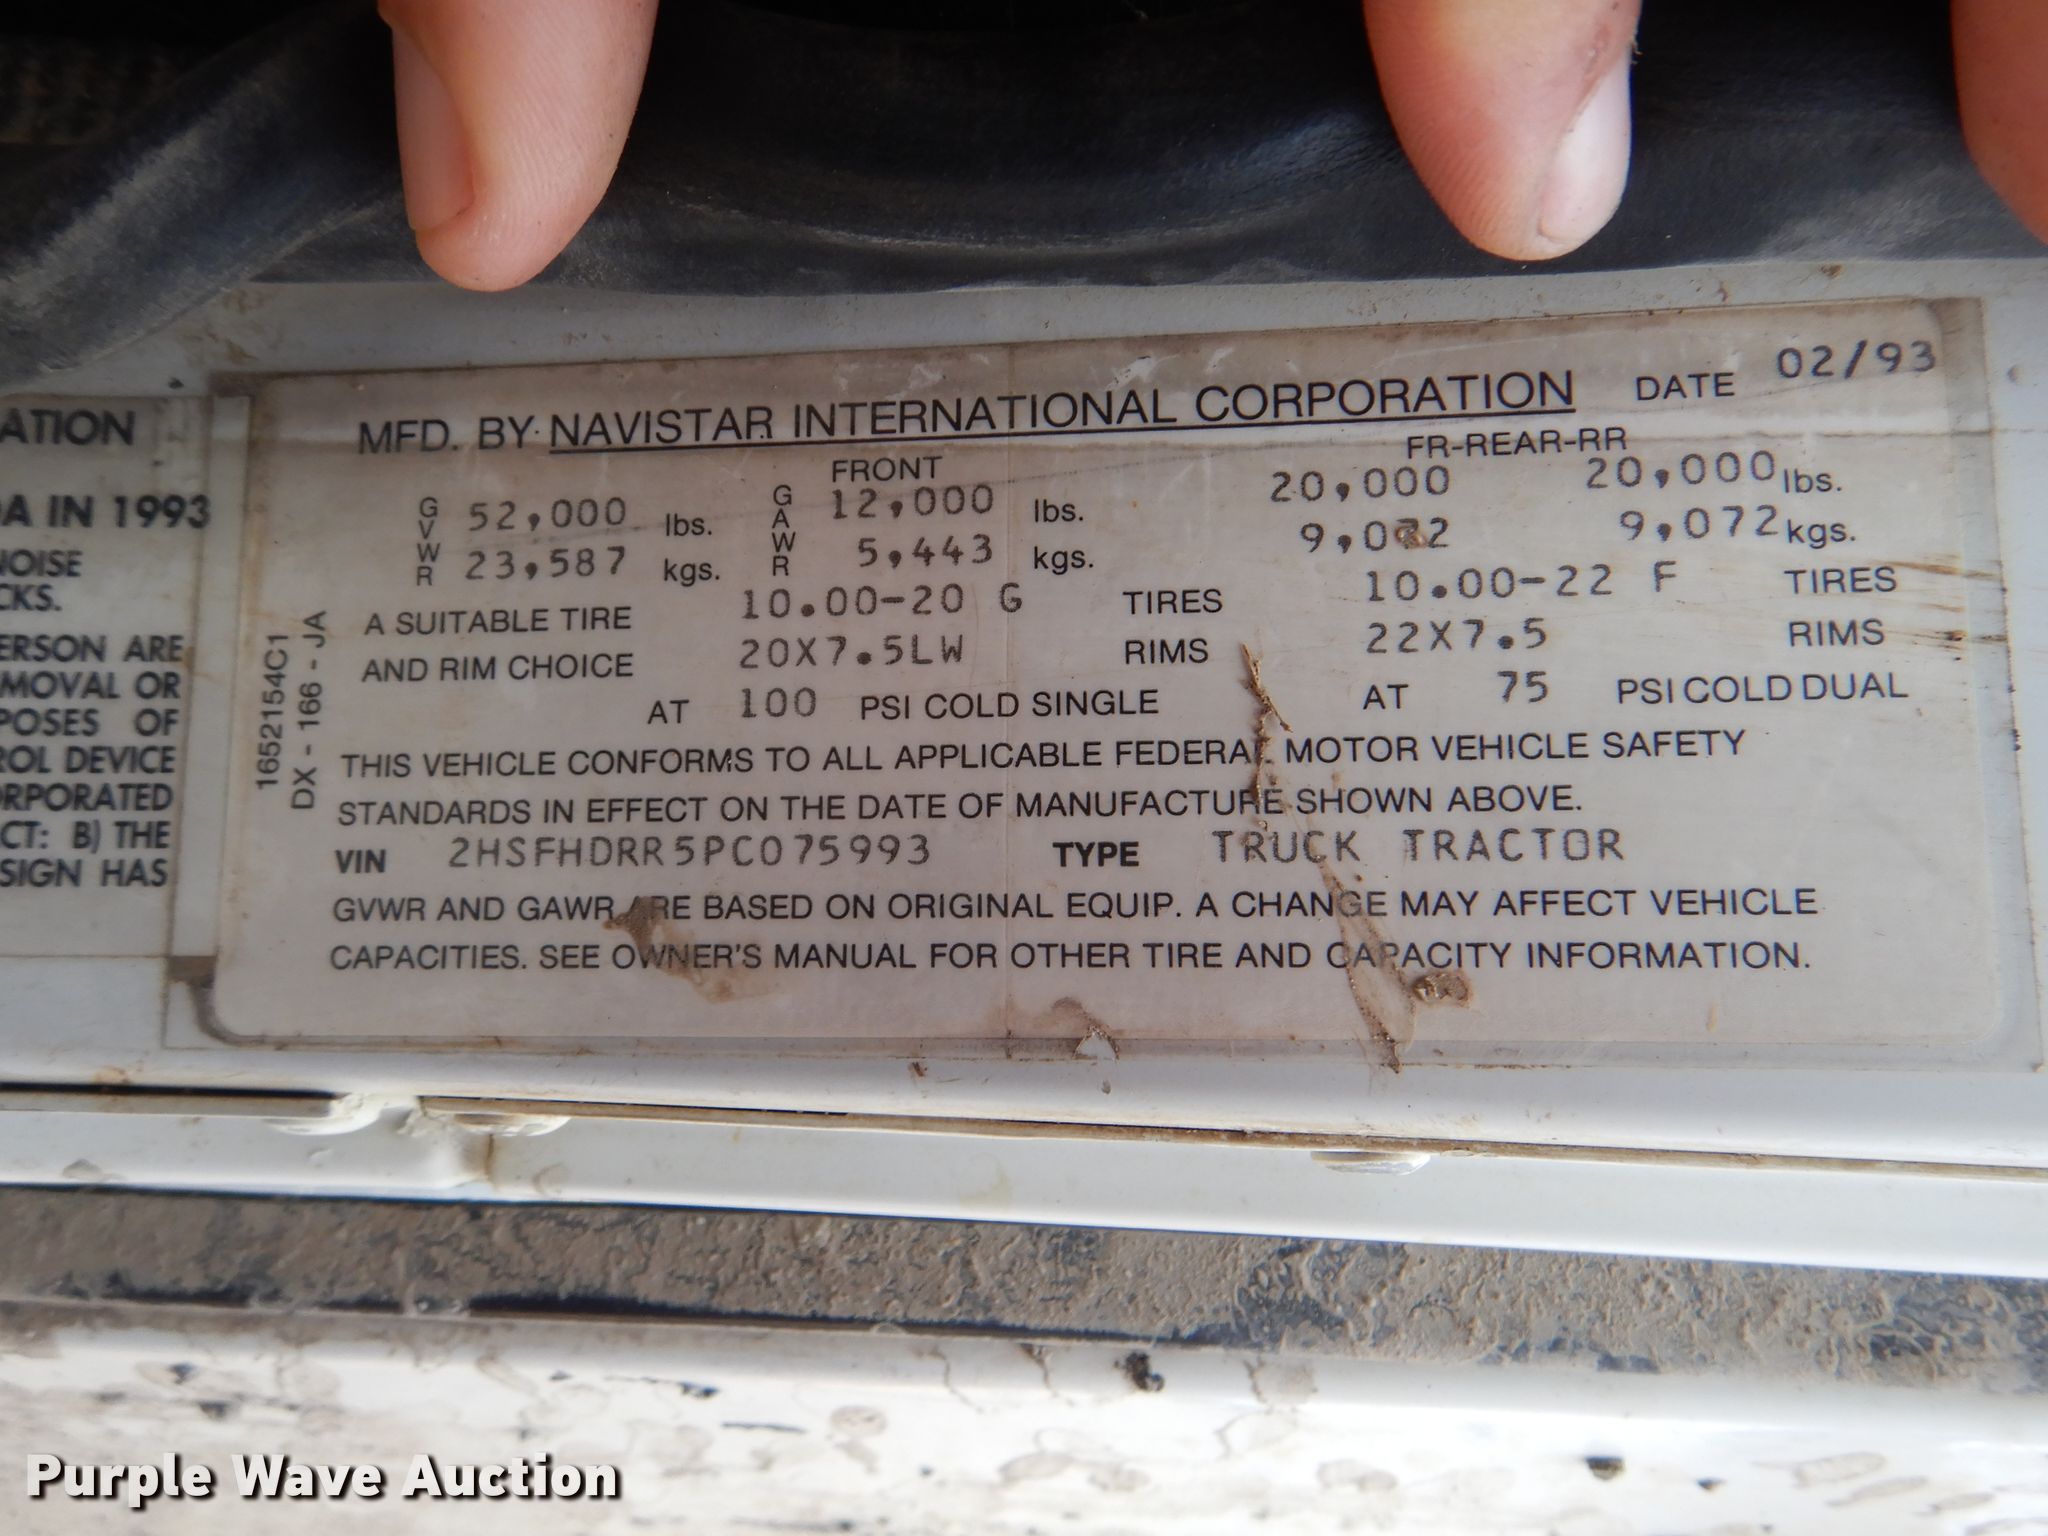 ATION
A IN 1993
NOISE
CKS.
ERSON ARE
MOVAL OR
POSES OF
ROL DEVICE
ORPORATED
CT: B) THE
SIGN HAS
1652154C1
DX - 166 - JA
MFD. BY NAVISTAR INTERNATIONAL CORPORATION DATE 02/93
FRONT FR-REAR-RR
GVWR 52,000 lbs. GAWR 12,000 lbs. 20,000 20,000 lbs.
23,587 kgs. 5,443 kgs. 9,072 9,072 kgs.
A SUITABLE TIRE 10.00-20 G TIRES 10.00-22 F TIRES
AND RIM CHOICE 20X7.5LW RIMS 22X7.5 RIMS
AT 100 PSI COLD SINGLE AT 75 PSI COLD DUAL
THIS VEHICLE CONFORMS TO ALL APPLICABLE FEDERAL MOTOR VEHICLE SAFETY
STANDARDS IN EFFECT ON THE DATE OF MANUFACTURE SHOWN ABOVE.
VIN 2HSFHDRR5PC075993 TYPE TRUCK TRACTOR
GVWR AND GAWR ARE BASED ON ORIGINAL EQUIP. A CHANGE MAY AFFECT VEHICLE
CAPACITIES. SEE OWNER'S MANUAL FOR OTHER TIRE AND CAPACITY INFORMATION.
Purple Wave Auction